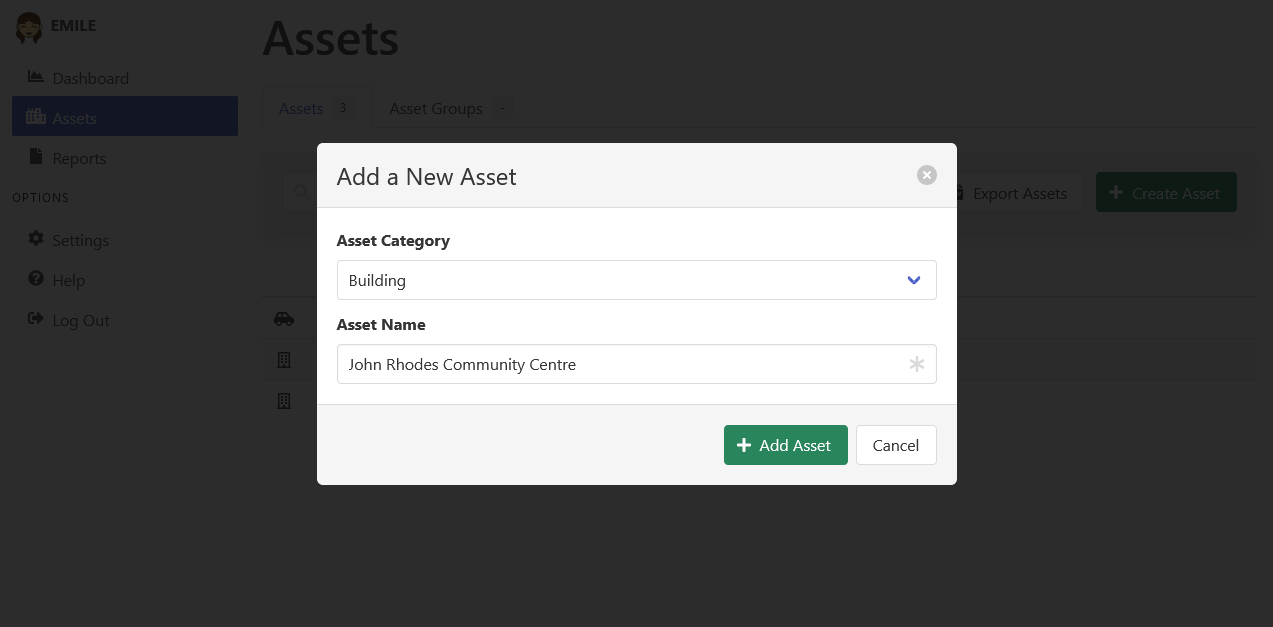 EMILE
Assets
Dashboard
Assets
Reports
OPTIONS
Settings
Help
Log Out
Assets 3
Asset Groups -
Export Assets
Create Asset
Add a New Asset
Asset Category
Building
Asset Name
John Rhodes Community Centre
Add Asset
Cancel